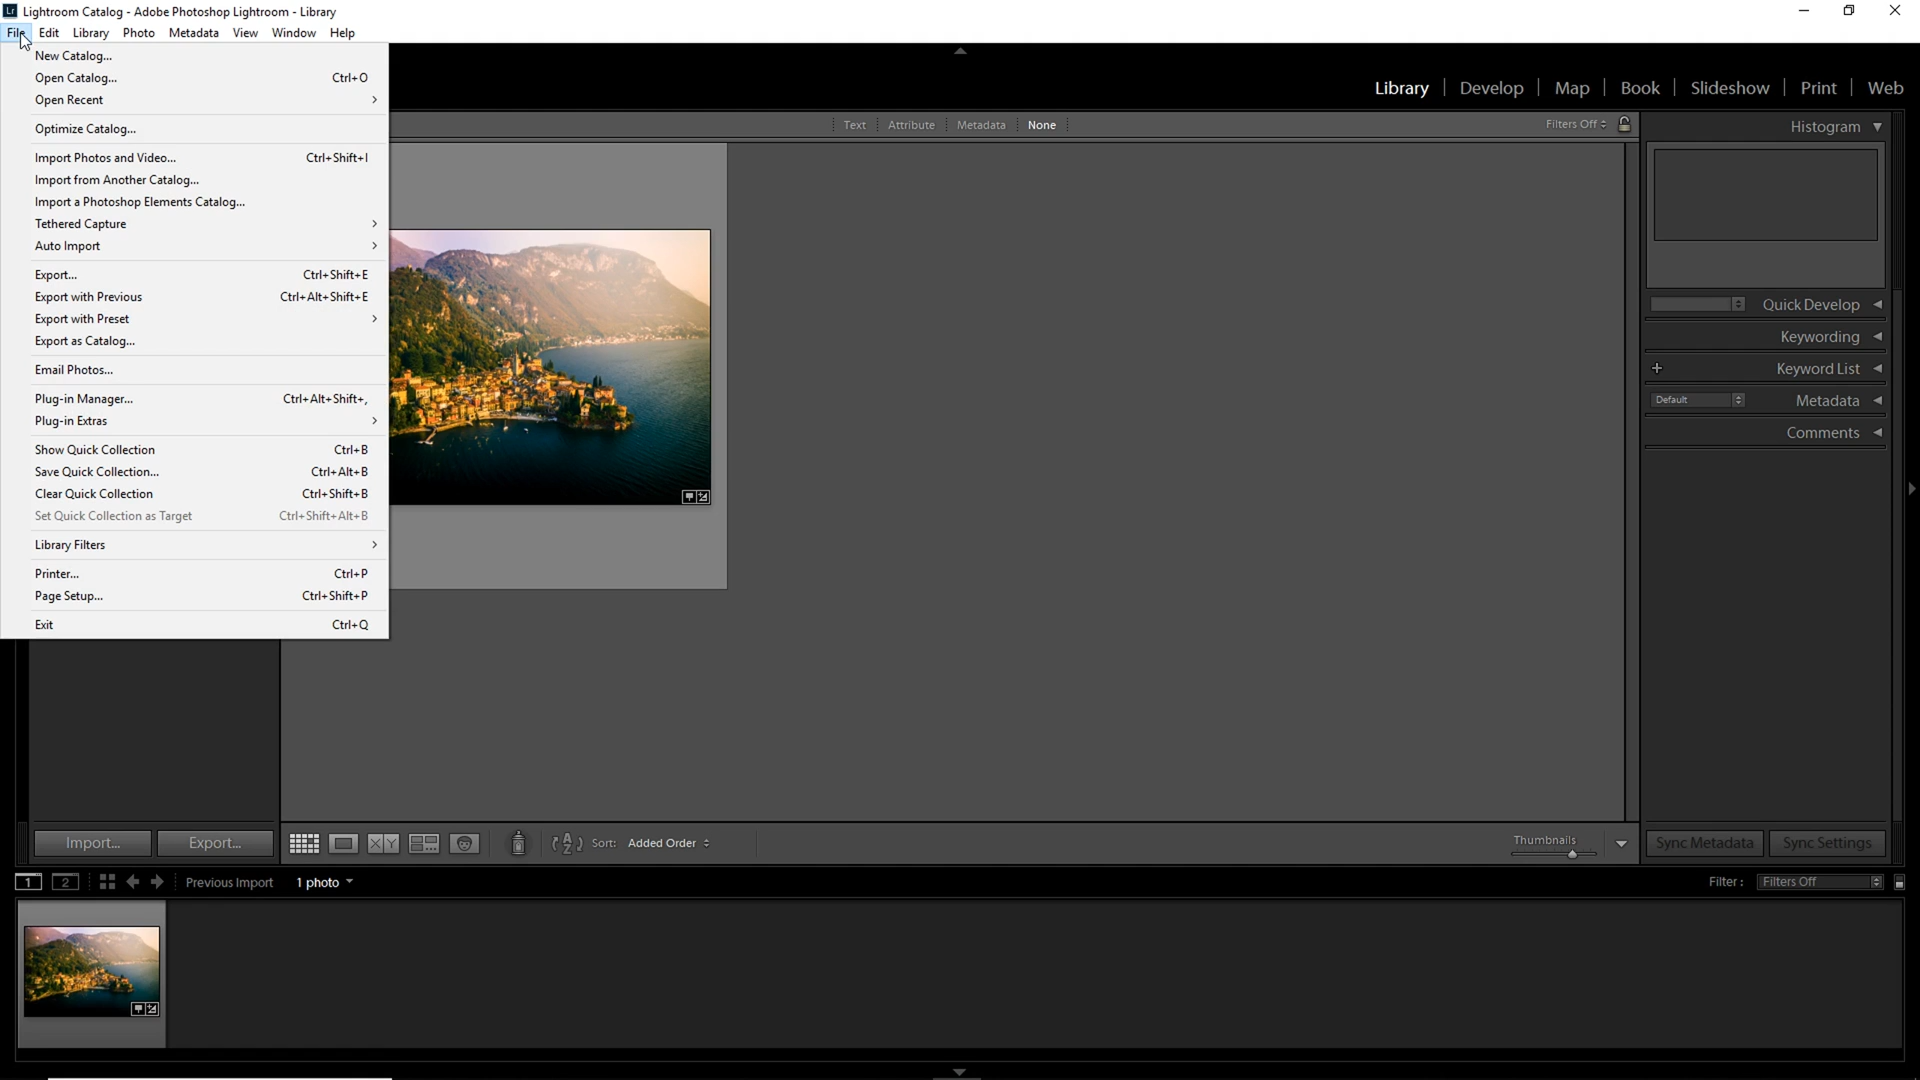 Lr Lightroom Catalog - Adobe Photoshop Lightroom - Library
File Edit Library Photo Metadata View Window Help
New Catalog...
Open Catalog... Ctrl+O
Open Recent
Optimize Catalog...
Import Photos and Video... Ctrl+Shift+I
Import from Another Catalog...
Import a Photoshop Elements Catalog...
Tethered Capture
Auto Import
Export... Ctrl+Shift+E
Export with Previous Ctrl+Alt+Shift+E
Export with Preset
Export as Catalog...
Email Photos...
Plug-in Manager... Ctrl+Alt+Shift+,
Plug-in Extras
Show Quick Collection Ctrl+B
Save Quick Collection... Ctrl+Alt+B
Clear Quick Collection Ctrl+Shift+B
Set Quick Collection as Target Ctrl+Shift+Alt+B
Library Filters
Printer... Ctrl+P
Page Setup... Ctrl+Shift+P
Exit Ctrl+Q
Library Develop Map Book Slideshow Print Web
Text Attribute Metadata None Filters Off
Histogram
Quick Develop
Keywording
Keyword List
Default Metadata
Comments
Import... Export... XY Sort: Added Order Thumbnails Sync Metadata Sync Settings
1 2 Previous Import 1 photo Filter: Filters Off